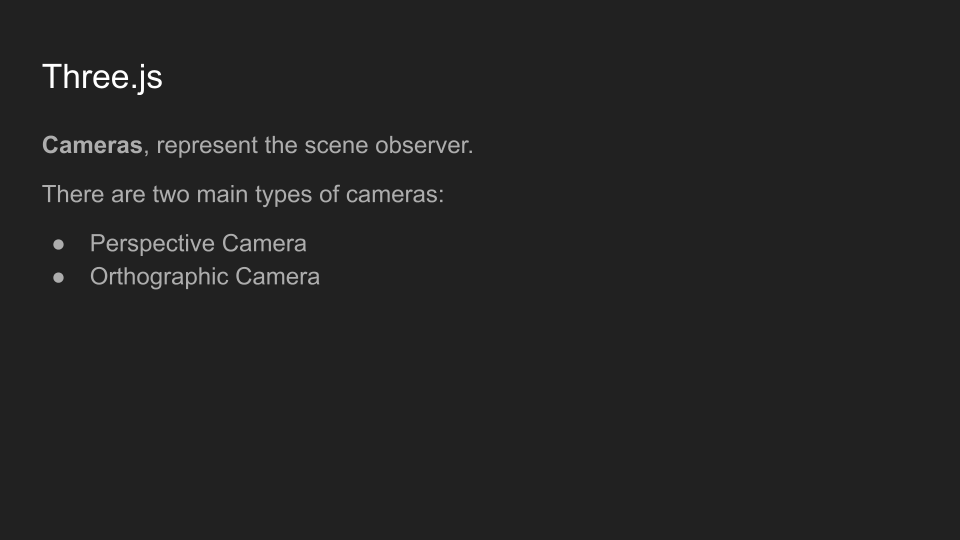 Three.js
Cameras, represent the scene observer.
There are two main types of cameras:
● Perspective Camera
● Orthographic Camera